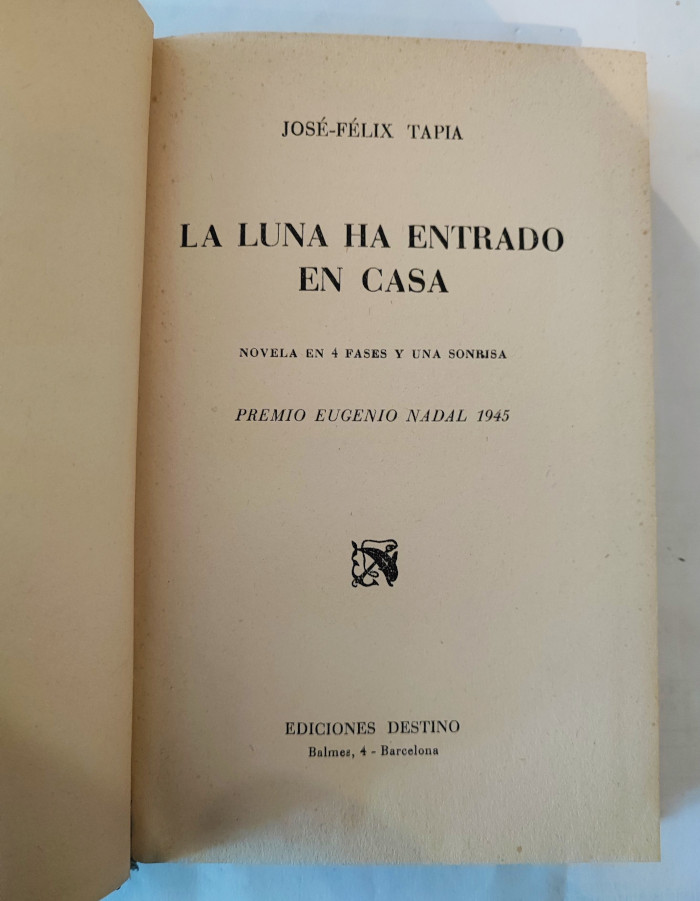 JOSÉ-FÉLIX TAPIA
LA LUNA HA ENTRADO
EN CASA
NOVELA EN 4 FASES Y UNA SONRISA
PREMIO EUGENIO NADAL 1945
EDICIONES DESTINO
Balmes, 4 - Barcelona